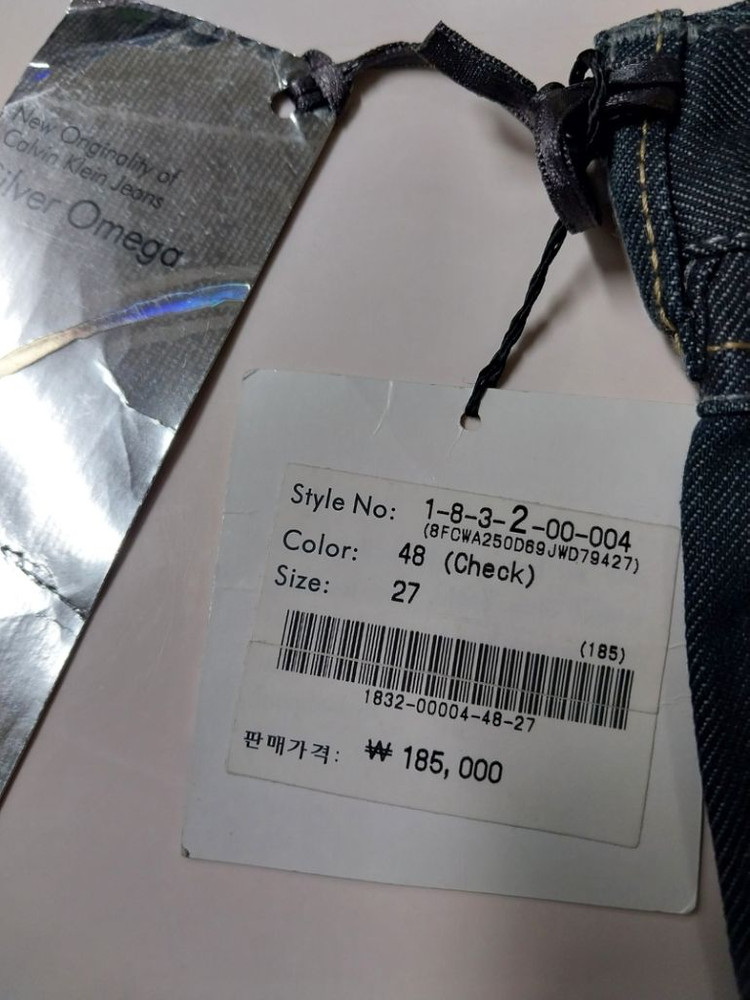 New Originality of
Calvin Klein Jeans
Silver Omega
Style No: 1-8-3-2-00-004
(8FCWA250D69JWD79427)
Color: 48 (Check)
Size: 27
(185)
1832-00004-48-27
판매가격: ₩ 185,000